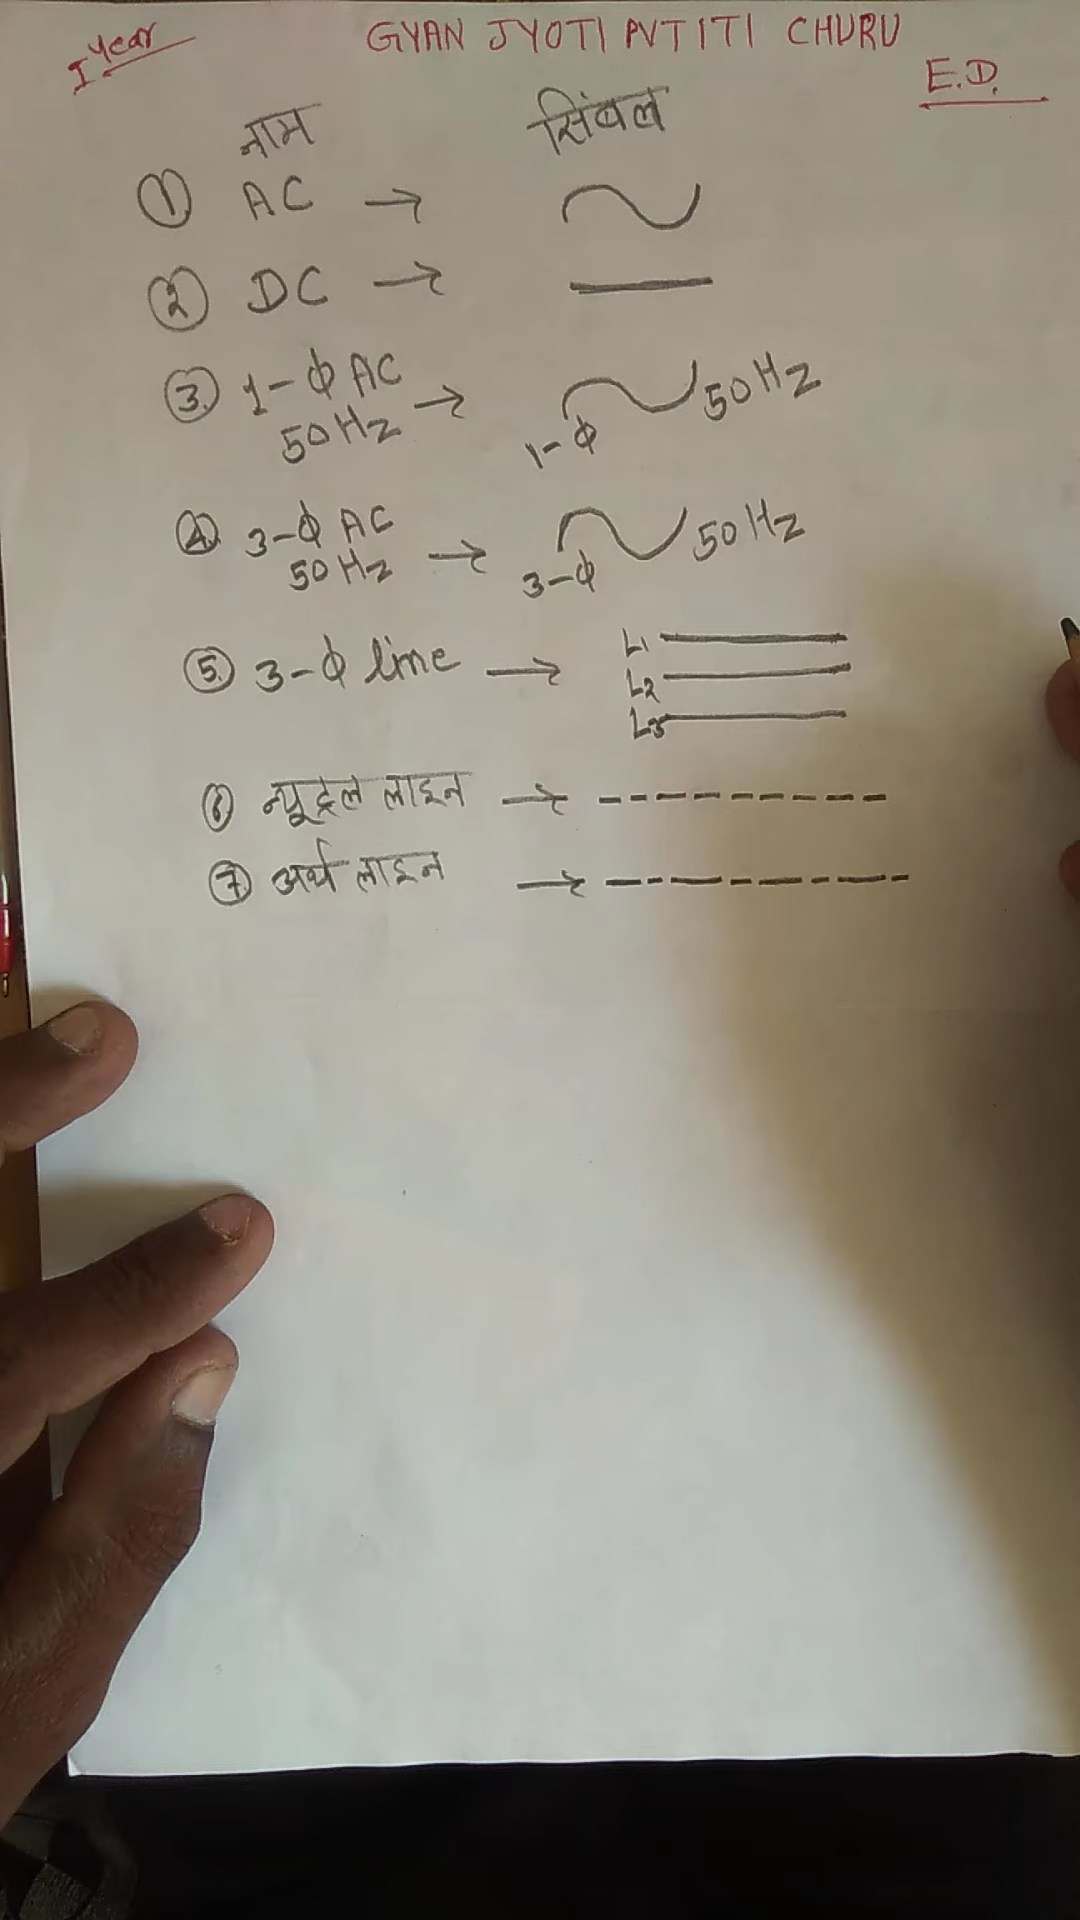 I Year
GYAN JYOTI PVT ITI CHURU
E.D.
नाम सिंबल
1 AC →
2 DC →
3. 1-ϕ AC
50 Hz → 1-ϕ 50 Hz
4. 3-ϕ AC
50 Hz → 3-ϕ 50 Hz
5. 3-ϕ line → L1
L2
L3
6 न्यूट्रल लाइन →
7. अर्थ लाइन →